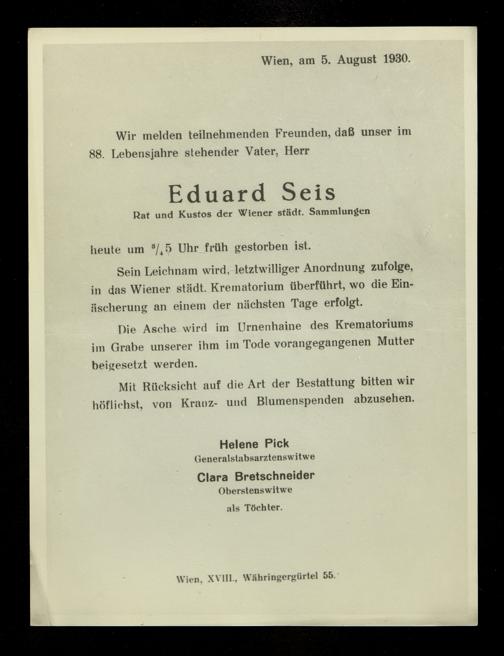 Wien, am 5. August 1930.
Wir melden teilnehmenden Freunden, daß unser im
88. Lebensjahre stehender Vater, Herr
Eduard Seis
Rat und Kustos der Wiener städt. Sammlungen
heute um ³/₄5 Uhr früh gestorben ist.
Sein Leichnam wird, letztwilliger Anordnung zufolge,
in das Wiener städt. Krematorium überführt, wo die Ein-
äscherung an einem der nächsten Tage erfolgt.
Die Asche wird im Urnenhaine des Krematoriums
im Grabe unserer ihm im Tode vorangegangenen Mutter
beigesetzt werden.
Mit Rücksicht auf die Art der Bestattung bitten wir
höflichst, von Kranz- und Blumenspenden abzusehen.
Helene Pick
Generalstabsarztenswitwe
Clara Bretschneider
Oberstenswitwe
als Töchter.
Wien, XVIII., Währingergürtel 55.